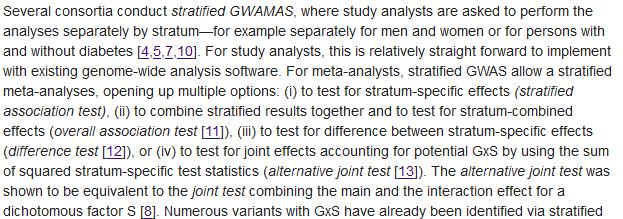 Several consortia conduct stratified GWAMAS, where study analysts are asked to perform the
analyses separately by stratum—for example separately for men and women or for persons with
and without diabetes [4,5,7,10]. For study analysts, this is relatively straight forward to implement
with existing genome-wide analysis software. For meta-analysts, stratified GWAS allow a stratified
meta-analyses, opening up multiple options: (i) to test for stratum-specific effects (stratified
association test), (ii) to combine stratified results together and to test for stratum-combined
effects (overall association test [11]), (iii) to test for difference between stratum-specific effects
(difference test [12]), or (iv) to test for joint effects accounting for potential GxS by using the sum
of squared stratum-specific test statistics (alternative joint test [13]). The alternative joint test was
shown to be equivalent to the joint test combining the main and the interaction effect for a
dichotomous factor S [8]. Numerous variants with GxS have already been identified via stratified